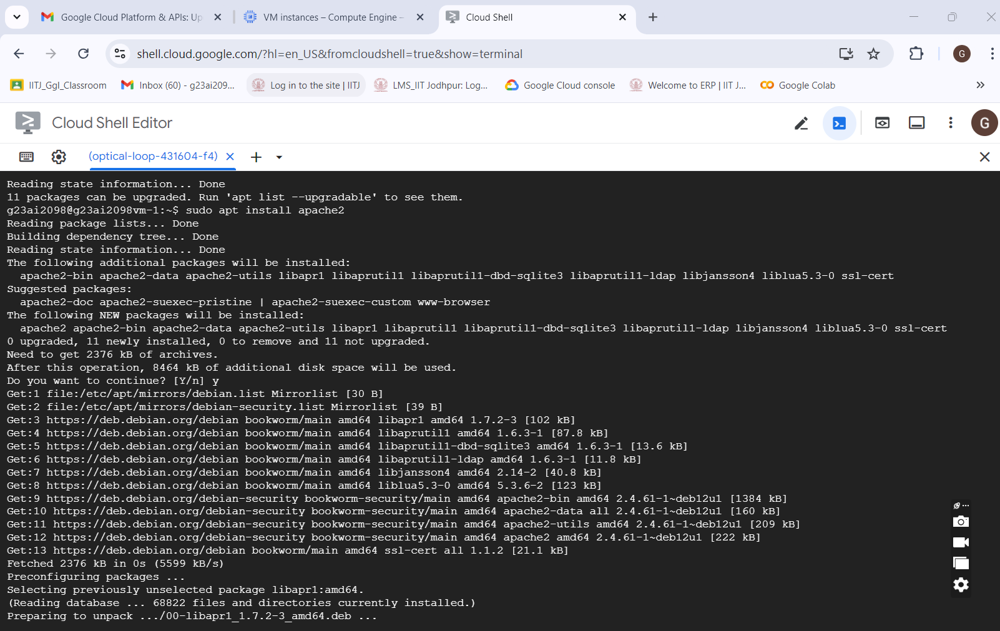 Google Cloud Platform & APIs: Up
VM instances – Compute Engine –
Cloud Shell
shell.cloud.google.com/?hl=en_US&fromcloudshell=true&show=terminal
G
IITJ_Ggl_Classroom
Inbox (60) - g23ai209...
Log in to the site | IITJ
LMS_IIT Jodhpur: Log...
Google Cloud console
Welcome to ERP | IIT J...
Google Colab
Cloud Shell Editor
G
(optical-loop-431604-f4)
Reading state information... Done
11 packages can be upgraded. Run 'apt list --upgradable' to see them.
g23ai2098@g23ai2098vm-1:~$ sudo apt install apache2
Reading package lists... Done
Building dependency tree... Done
Reading state information... Done
The following additional packages will be installed:
apache2-bin apache2-data apache2-utils libapr1 libaprutil1 libaprutil1-dbd-sqlite3 libaprutil1-ldap libjansson4 liblua5.3-0 ssl-cert
Suggested packages:
apache2-doc apache2-suexec-pristine | apache2-suexec-custom www-browser
The following NEW packages will be installed:
apache2 apache2-bin apache2-data apache2-utils libapr1 libaprutil1 libaprutil1-dbd-sqlite3 libaprutil1-ldap libjansson4 liblua5.3-0 ssl-cert
0 upgraded, 11 newly installed, 0 to remove and 11 not upgraded.
Need to get 2376 kB of archives.
After this operation, 8464 kB of additional disk space will be used.
Do you want to continue? [Y/n] y
Get:1 file:/etc/apt/mirrors/debian.list Mirrorlist [30 B]
Get:2 file:/etc/apt/mirrors/debian-security.list Mirrorlist [39 B]
Get:3 https://deb.debian.org/debian bookworm/main amd64 libapr1 amd64 1.7.2-3 [102 kB]
Get:4 https://deb.debian.org/debian bookworm/main amd64 libaprutil1 amd64 1.6.3-1 [87.8 kB]
Get:5 https://deb.debian.org/debian bookworm/main amd64 libaprutil1-dbd-sqlite3 amd64 1.6.3-1 [13.6 kB]
Get:6 https://deb.debian.org/debian bookworm/main amd64 libaprutil1-ldap amd64 1.6.3-1 [11.8 kB]
Get:7 https://deb.debian.org/debian bookworm/main amd64 libjansson4 amd64 2.14-2 [40.8 kB]
Get:8 https://deb.debian.org/debian bookworm/main amd64 liblua5.3-0 amd64 5.3.6-2 [123 kB]
Get:9 https://deb.debian.org/debian-security bookworm-security/main amd64 apache2-bin amd64 2.4.61-1~deb12u1 [1384 kB]
Get:10 https://deb.debian.org/debian-security bookworm-security/main amd64 apache2-data all 2.4.61-1~deb12u1 [160 kB]
Get:11 https://deb.debian.org/debian-security bookworm-security/main amd64 apache2-utils amd64 2.4.61-1~deb12u1 [209 kB]
Get:12 https://deb.debian.org/debian-security bookworm-security/main amd64 apache2 amd64 2.4.61-1~deb12u1 [222 kB]
Get:13 https://deb.debian.org/debian bookworm/main amd64 ssl-cert all 1.1.2 [21.1 kB]
Fetched 2376 kB in 0s (5599 kB/s)
Preconfiguring packages ...
Selecting previously unselected package libapr1:amd64.
(Reading database ... 68822 files and directories currently installed.)
Preparing to unpack .../00-libapr1_1.7.2-3_amd64.deb ...